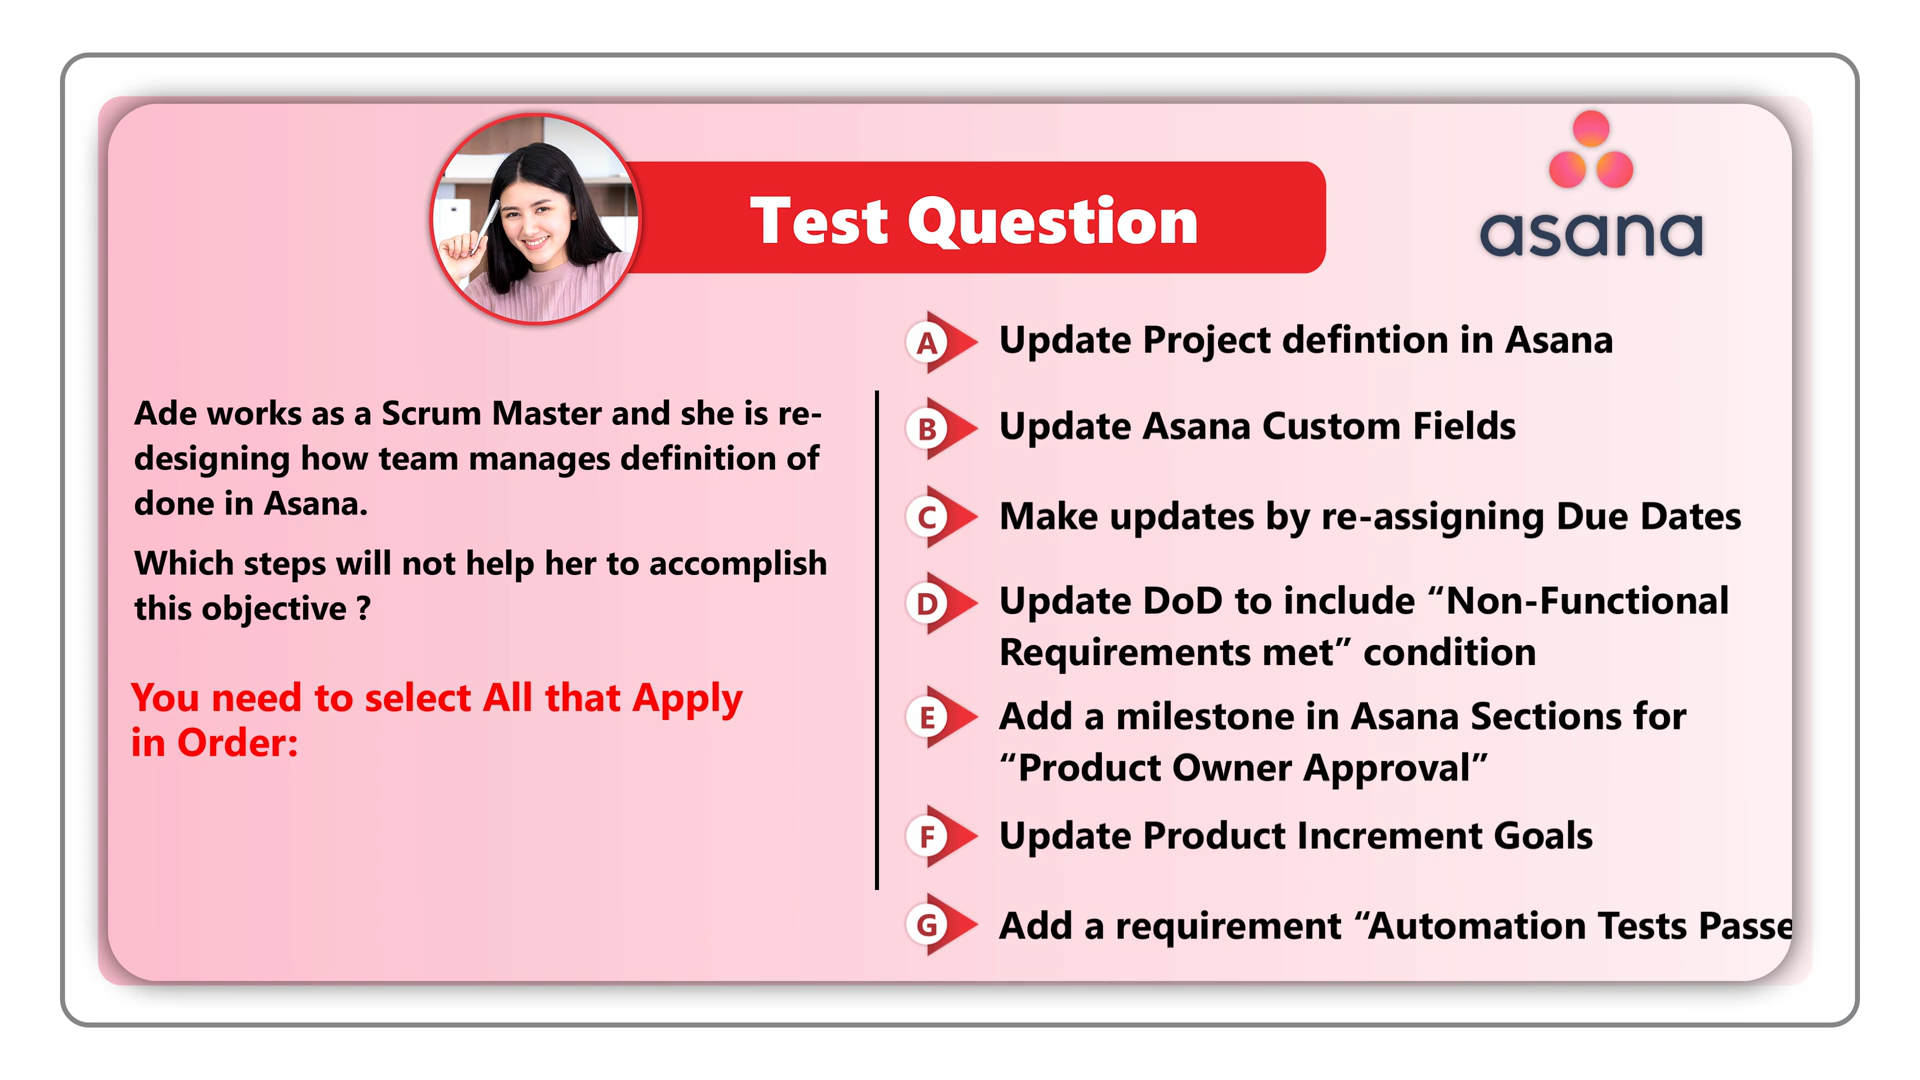 Test Question
asana
Ade works as a Scrum Master and she is re-
designing how team manages definition of
done in Asana.
Which steps will not help her to accomplish
this objective ?
You need to select All that Apply
in Order:
A Update Project defintion in Asana
B Update Asana Custom Fields
C Make updates by re-assigning Due Dates
D Update DoD to include “Non-Functional
Requirements met” condition
E Add a milestone in Asana Sections for
“Product Owner Approval”
F Update Product Increment Goals
G Add a requirement “Automation Tests Passe